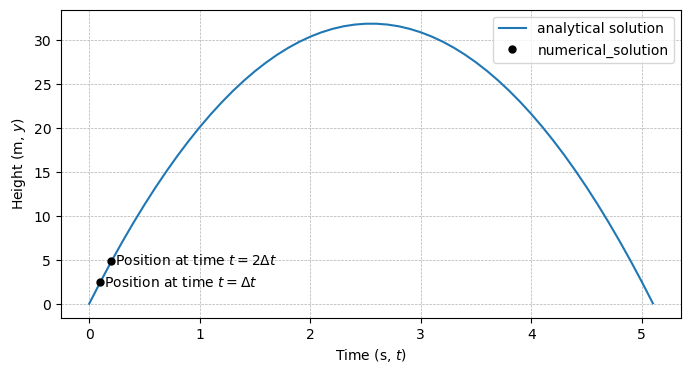 analytical solution
numerical_solution
Height (m, y)
30
25
20
15
10
5
0
Position at time t = 2Δt
Position at time t = Δt
0 1 2 3 4 5
Time (s, t)